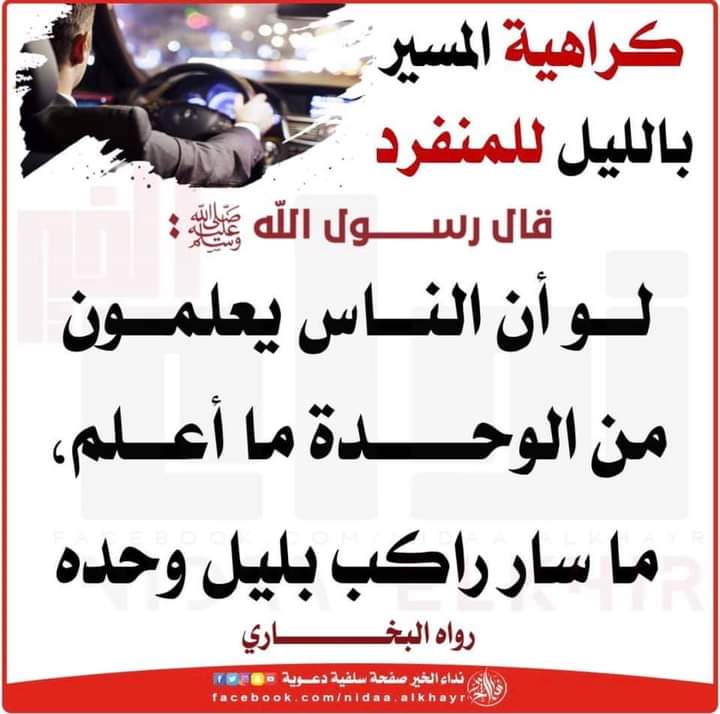 كراهية المسير
بالليل للمنفرد
قال رسول الله ﷺ :
لو أن الناس يعلمون
من الوحدة ما أعلم،
ما سار راكب بليل وحده
رواه البخاري
نداء الخير صفحة سلفية دعوية
facebook.com/nidaa.alkhayr